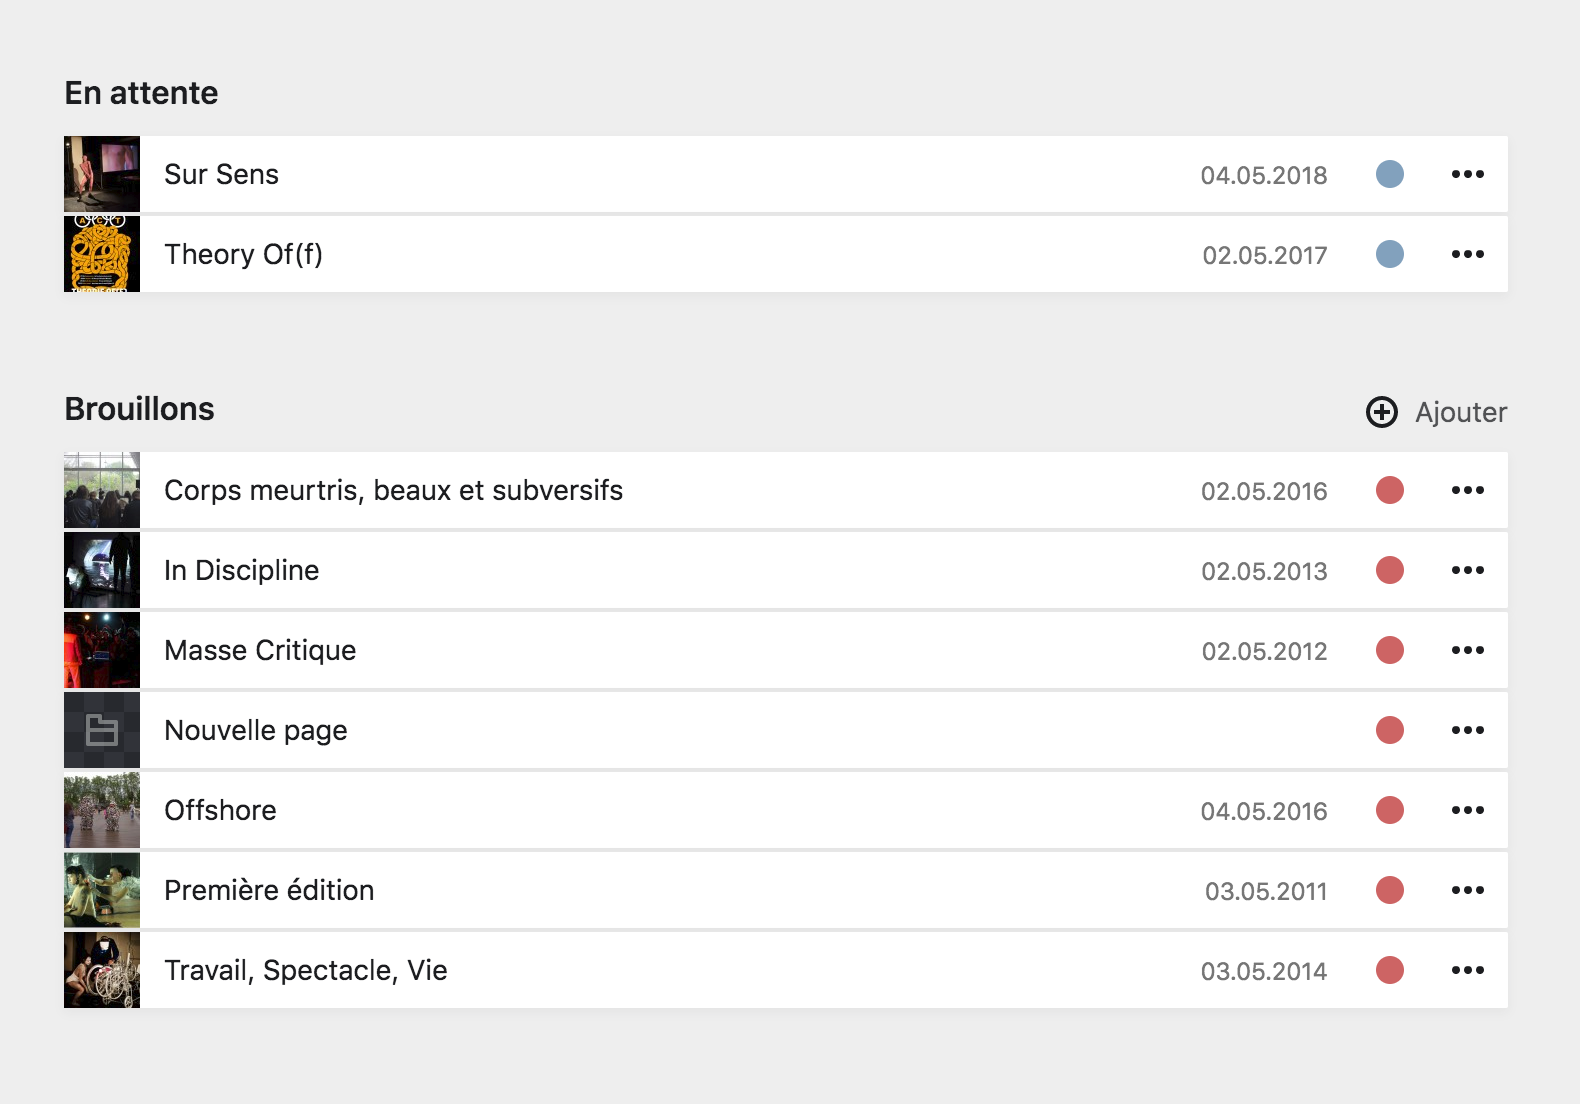 En attente
Sur Sens 04.05.2018
ACT
Theory Of(f) 02.05.2017
Brouillons
Ajouter
Corps meurtris, beaux et subversifs 02.05.2016
In Discipline 02.05.2013
Masse Critique 02.05.2012
Nouvelle page
Offshore 04.05.2016
Première édition 03.05.2011
Travail, Spectacle, Vie 03.05.2014